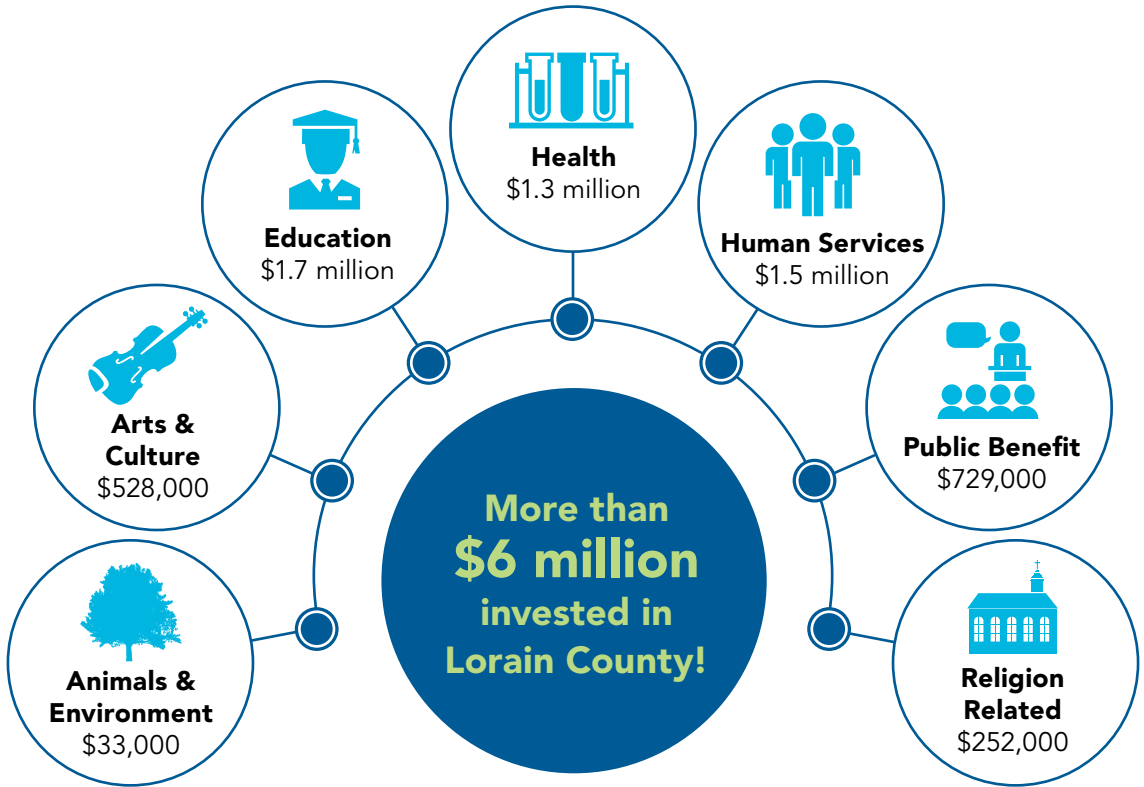 Health
$1.3 million
Education
$1.7 million
Human Services
$1.5 million
Arts &
Culture
$528,000
Public Benefit
$729,000
More than
$6 million
invested in
Lorain County!
Animals &
Environment
$33,000
Religion
Related
$252,000